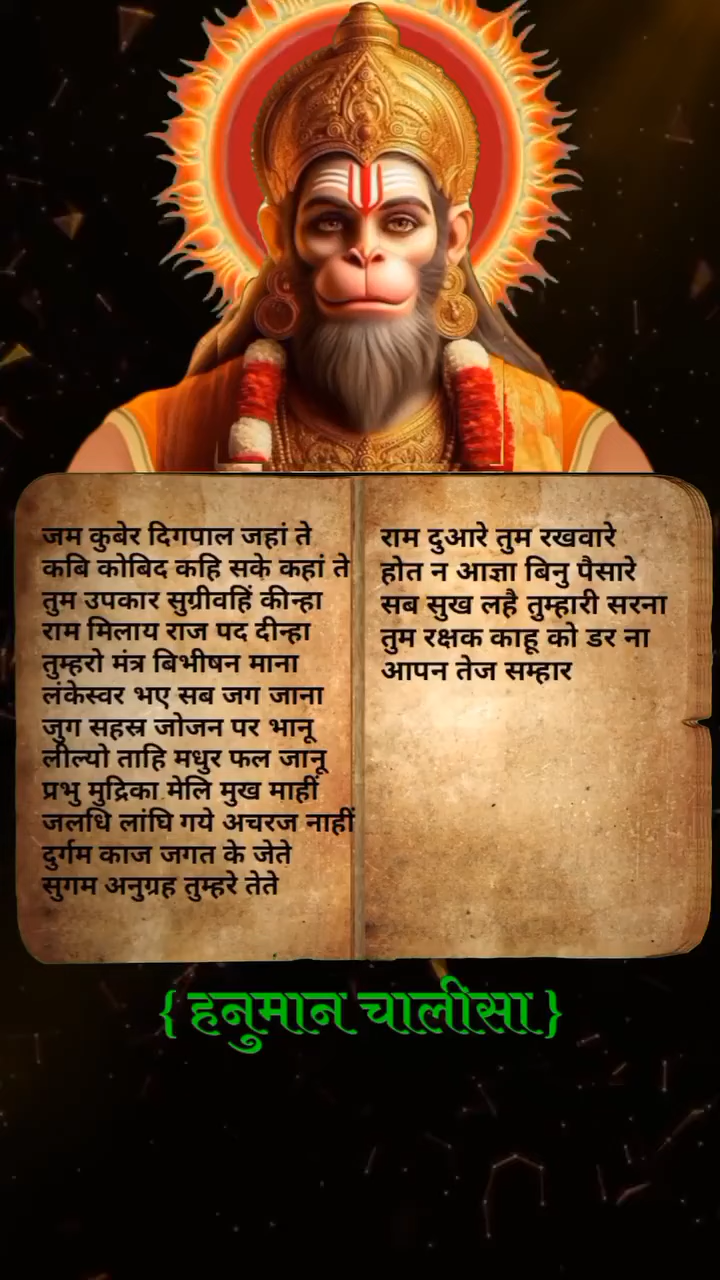 जम कुबेर दिगपाल जहां ते
कबि कोबिद कहि सके कहां ते
तुम उपकार सुग्रीवहिं कीन्हा
राम मिलाय राज पद दीन्हा
तुम्हरो मंत्र बिभीषन माना
लंकेस्वर भए सब जग जाना
जुग सहस्र जोजन पर भानू
लील्यो ताहि मधुर फल जानू
प्रभु मुद्रिका मेलि मुख माहीं
जलधि लांघि गये अचरज नाहीं
दुर्गम काज जगत के जेते
सुगम अनुग्रह तुम्हरे तेते
राम दुआरे तुम रखवारे
होत न आज्ञा बिनु पैसारे
सब सुख लहै तुम्हारी सरना
तुम रक्षक काहू को डर ना
आपन तेज सम्हार
{ हनुमान चालीसा }